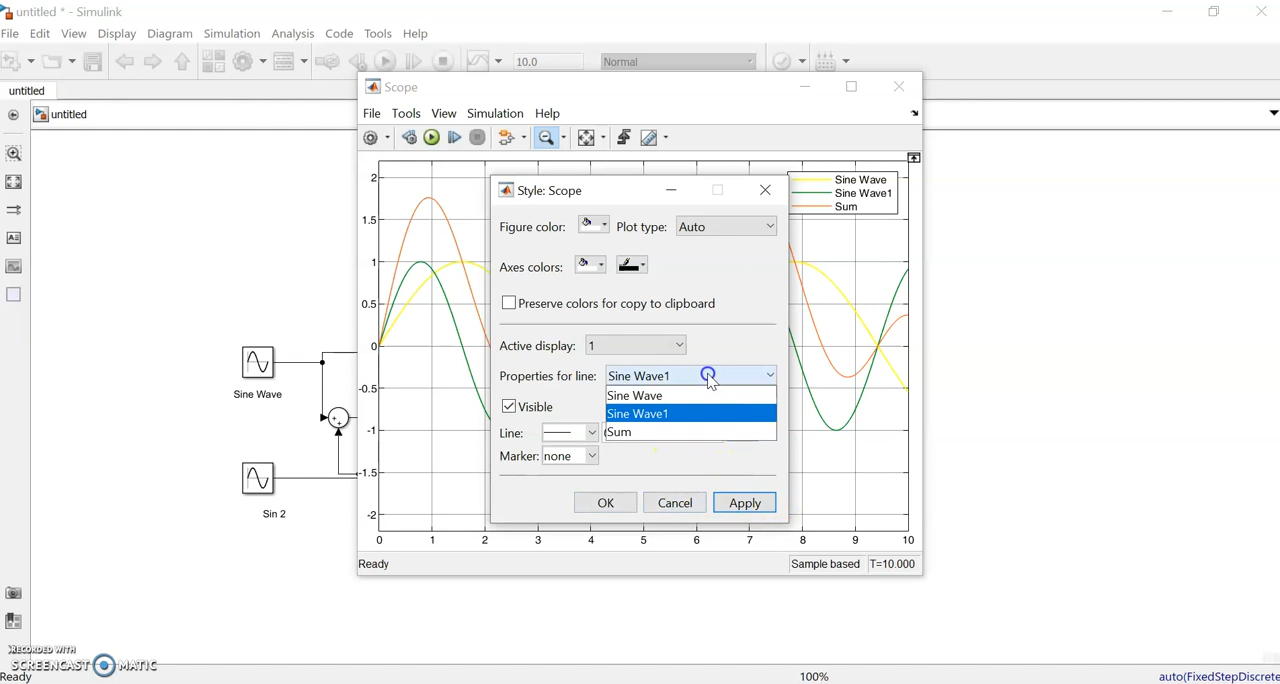 untitled * - Simulink
File Edit View Display Diagram Simulation Analysis Code Tools Help
10.0 Normal
untitled
untitled
Scope
File Tools View Simulation Help
Style: Scope
Figure color: Plot type: Auto
Axes colors:
Preserve colors for copy to clipboard
Active display: 1
Properties for line: Sine Wave1
Sine Wave
Sine Wave1
Sum
Visible
Line:
Marker: none
OK Cancel Apply
Sine Wave
Sine Wave1
Sum
2
1.5
1
0.5
0
-0.5
-1
-1.5
-2
0 1 2 3 4 5 6 7 8 9 10
Ready Sample based T=10.000
Sine Wave
Sin 2
RECORDED WITH
SCREENCAST MATIC
Ready 100% auto(FixedStepDiscrete